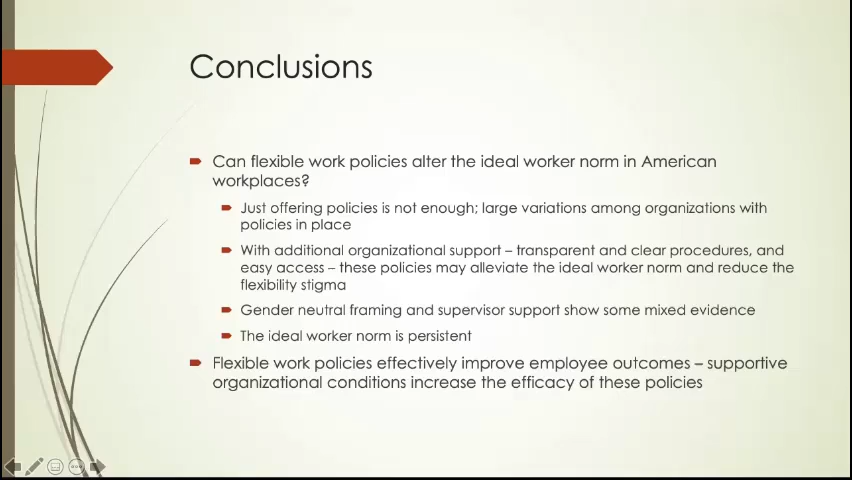 Conclusions
Can flexible work policies alter the ideal worker norm in American
workplaces?
Just offering policies is not enough; large variations among organizations with
policies in place
With additional organizational support – transparent and clear procedures, and
easy access – these policies may alleviate the ideal worker norm and reduce the
flexibility stigma
Gender neutral framing and supervisor support show some mixed evidence
The ideal worker norm is persistent
Flexible work policies effectively improve employee outcomes – supportive
organizational conditions increase the efficacy of these policies